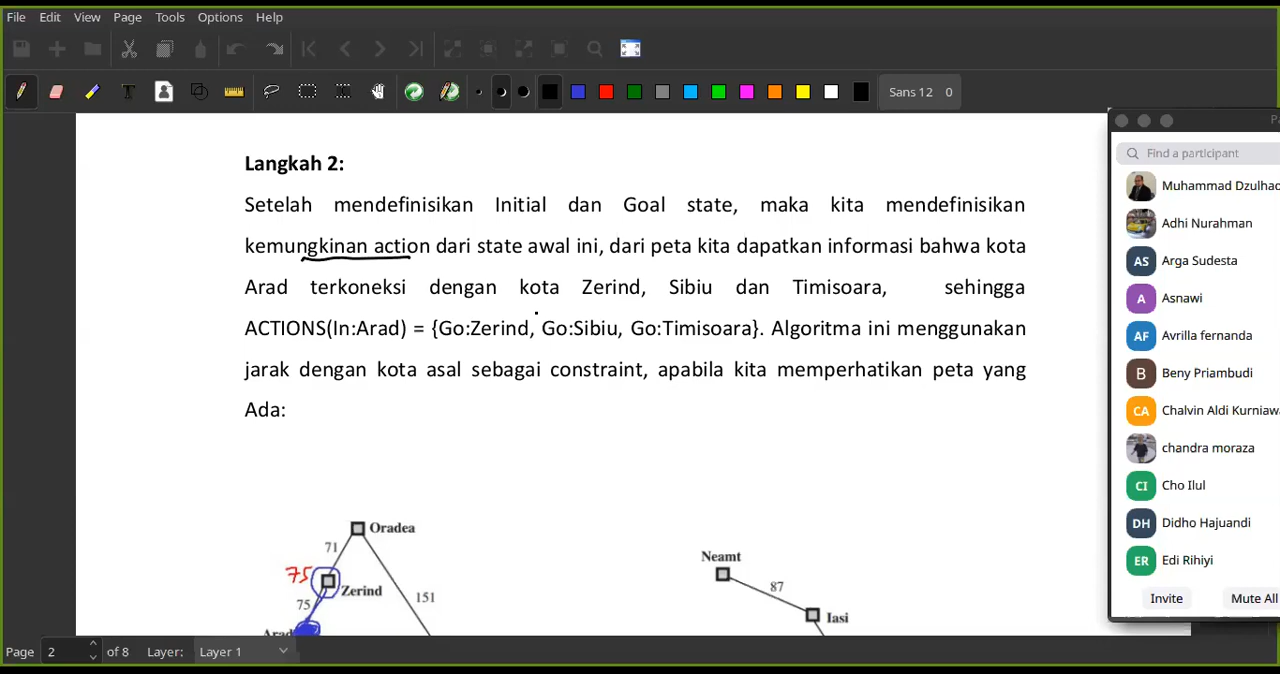 File Edit View Page Tools Options Help
Sans 12 0
Langkah 2:
Setelah mendefinisikan Initial dan Goal state, maka kita mendefinisikan
kemungkinan action dari state awal ini, dari peta kita dapatkan informasi bahwa kota
Arad terkoneksi dengan kota Zerind, Sibiu dan Timisoara, sehingga
ACTIONS(In:Arad) = {Go:Zerind, Go:Sibiu, Go:Timisoara}. Algoritma ini menggunakan
jarak dengan kota asal sebagai constraint, apabila kita memperhatikan peta yang
Ada:
Oradea
71
75
Zerind
75
151
Arad
Neamt
87
Iasi
Find a participant
Muhammad Dzulhad
Adhi Nurahman
AS Arga Sudesta
A Asnawi
AF Avrilla fernanda
B Beny Priambudi
CA Chalvin Aldi Kurniaw
chandra moraza
CI Cho Ilul
DH Didho Hajuandi
ER Edi Rihiyi
Invite Mute All
Page 2 of 8 Layer: Layer 1